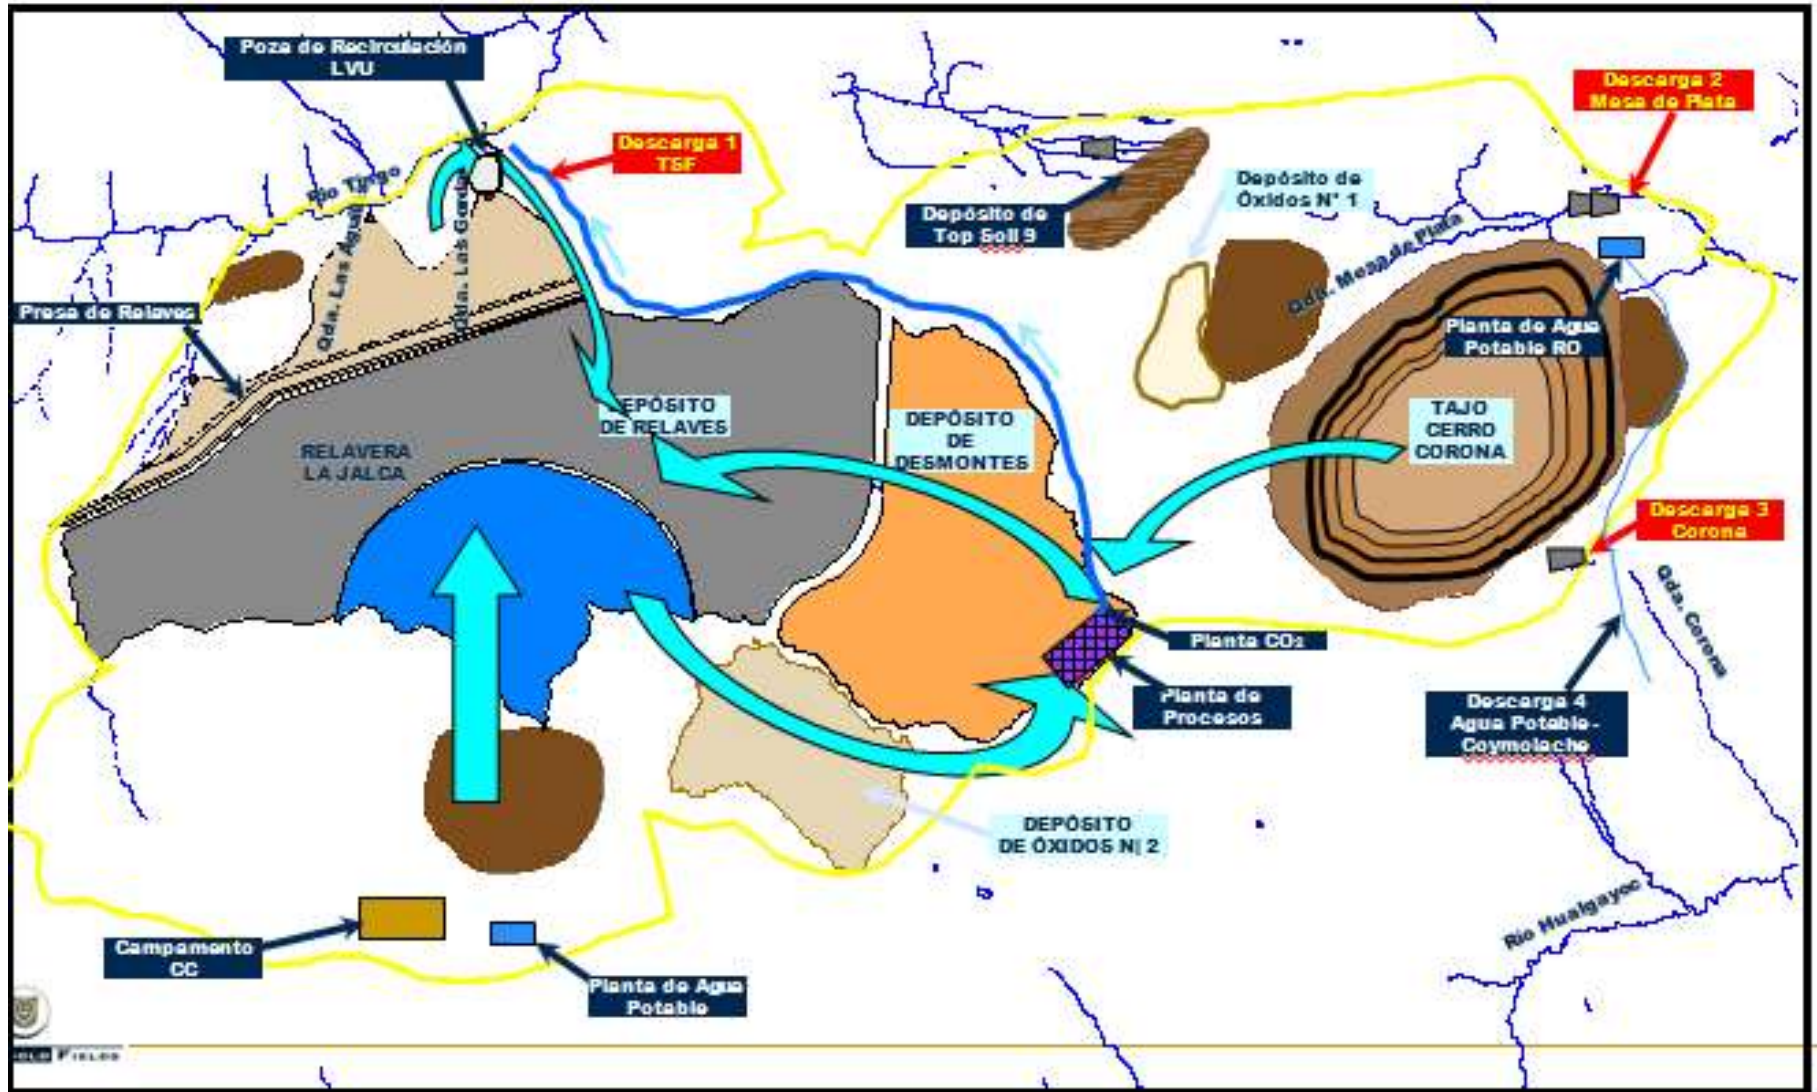 Poza de Recirculación
LVU
Descarga 1
TSF
Descarga 2
Mesa de Plata
Río Tingo
Qda. Las Aguilas
Qda. Las Gordas
Depósito de
Top Soil 9
Depósito de
Óxidos N° 1
Qda. Mesa de Plata
Presa de Relaves
Planta de Agua
Potable RO
DEPÓSITO
DE RELAVES
DEPÓSITO
DE
DESMONTES
TAJO
CERRO
CORONA
RELAVERA
LA JALCA
Descarga 3
Corona
Qda. Corona
Planta CO₂
Planta de
Procesos
Descarga 4
Agua Potable-
Coymolache
DEPÓSITO
DE ÓXIDOS N| 2
Río Hualgayoc
Campamento
CC
Planta de Agua
Potable
GOLD FIELDS